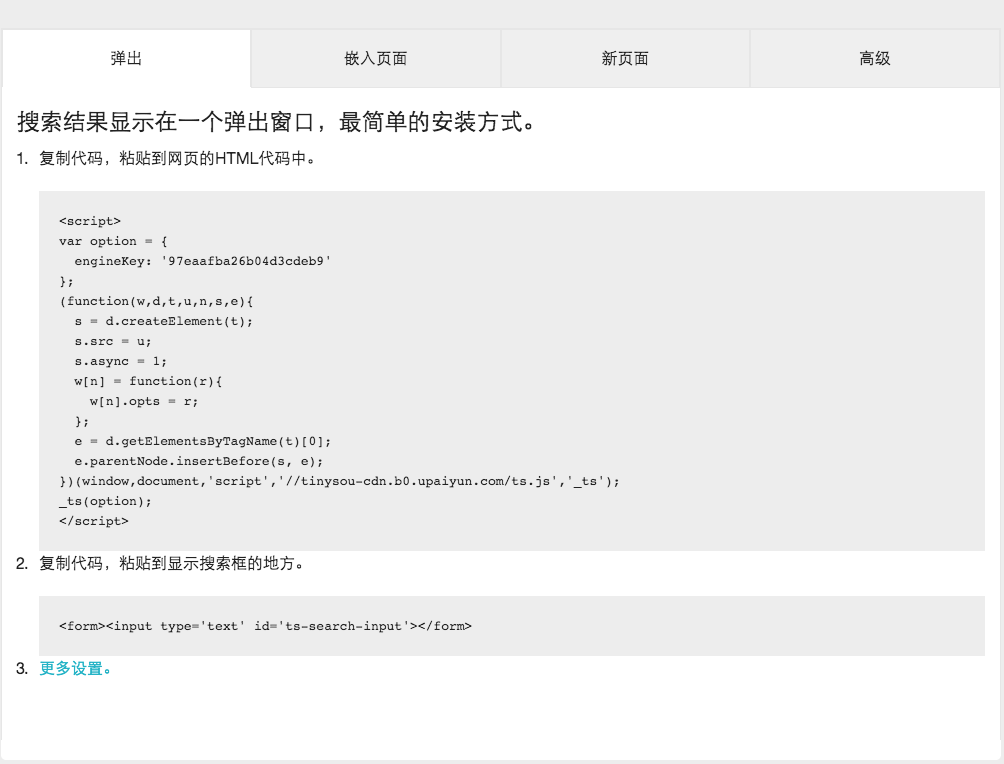 弹出
嵌入页面
新页面
高级
搜索结果显示在一个弹出窗口，最简单的安装方式。
1. 复制代码，粘贴到网页的HTML代码中。
<script>
var option = {
  engineKey: '97eaafba26b04d3cdeb9'
};
(function(w,d,t,u,n,s,e){
  s = d.createElement(t);
  s.src = u;
  s.async = 1;
  w[n] = function(r){
    w[n].opts = r;
  };
  e = d.getElementsByTagName(t)[0];
  e.parentNode.insertBefore(s, e);
})(window,document,'script','//tinysou-cdn.b0.upaiyun.com/ts.js','_ts');
_ts(option);
</script>
2. 复制代码，粘贴到显示搜索框的地方。
<form><input type='text' id='ts-search-input'></form>
3. 更多设置。